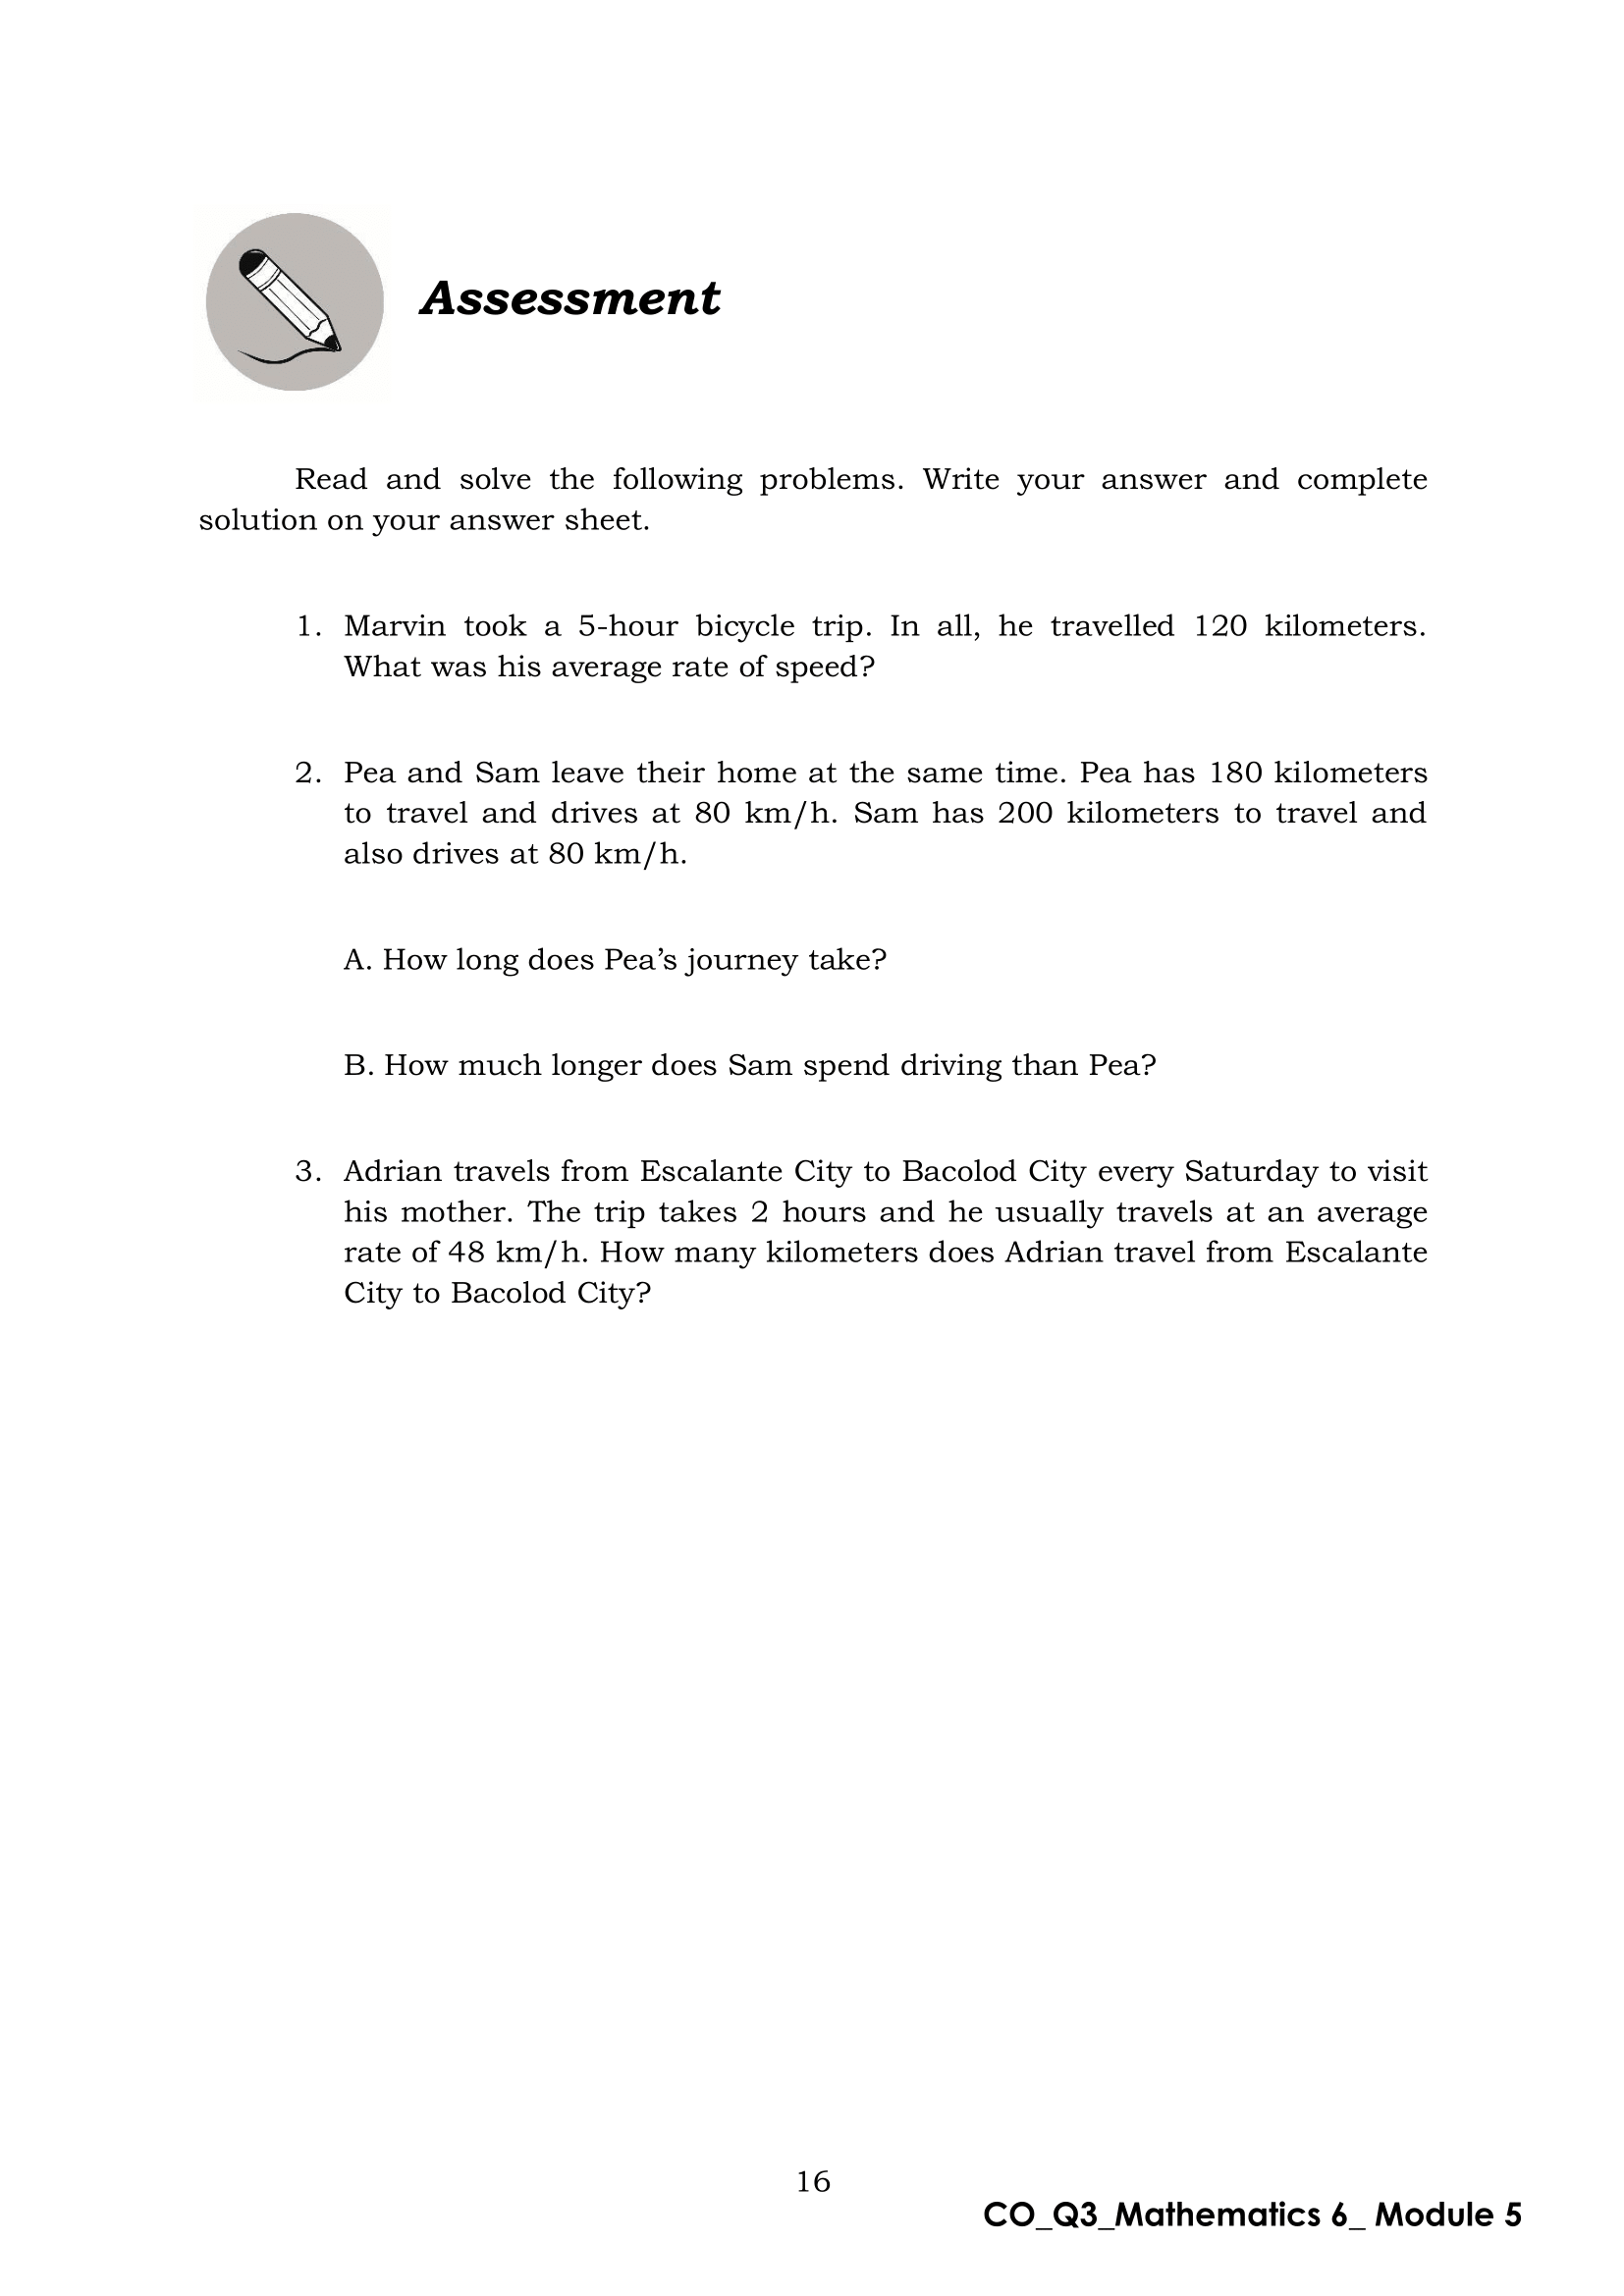 Assessment
Read and solve the following problems. Write your answer and complete
solution on your answer sheet.
1. Marvin took a 5-hour bicycle trip. In all, he travelled 120 kilometers.
What was his average rate of speed?
2. Pea and Sam leave their home at the same time. Pea has 180 kilometers
to travel and drives at 80 km/h. Sam has 200 kilometers to travel and
also drives at 80 km/h.
A. How long does Pea’s journey take?
B. How much longer does Sam spend driving than Pea?
3. Adrian travels from Escalante City to Bacolod City every Saturday to visit
his mother. The trip takes 2 hours and he usually travels at an average
rate of 48 km/h. How many kilometers does Adrian travel from Escalante
City to Bacolod City?
16
CO_Q3_Mathematics 6_ Module 5